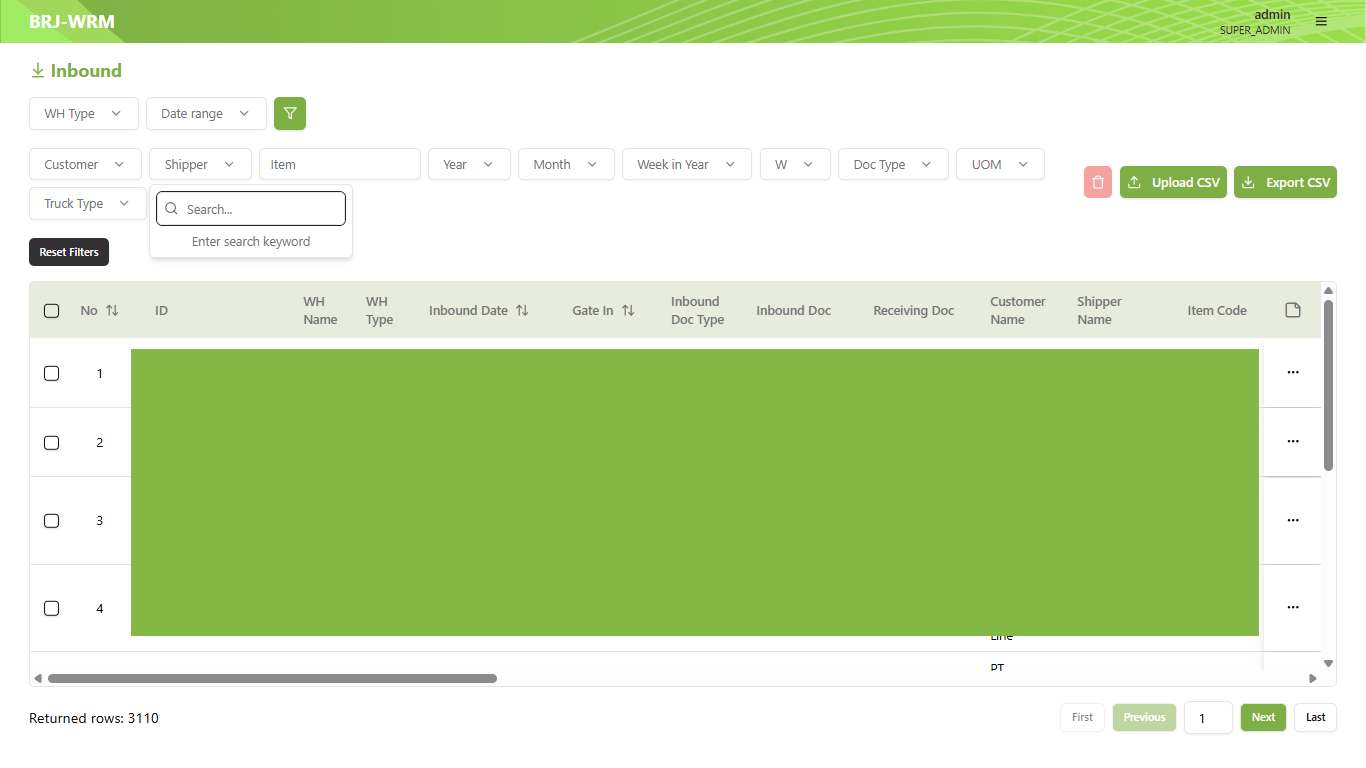 BRJ-WRM
admin
SUPER_ADMIN
Inbound
WH Type
Date range
Customer
Shipper
Item
Year
Month
Week in Year
W
Doc Type
UOM
Truck Type
Search...
Enter search keyword
Upload CSV
Export CSV
Reset Filters
No
ID
WH
Name
WH
Type
Inbound Date
Gate In
Inbound
Doc Type
Inbound Doc
Receiving Doc
Customer
Name
Shipper
Name
Item Code
1
2
3
4
Line
PT
Returned rows: 3110
First
Previous
1
Next
Last